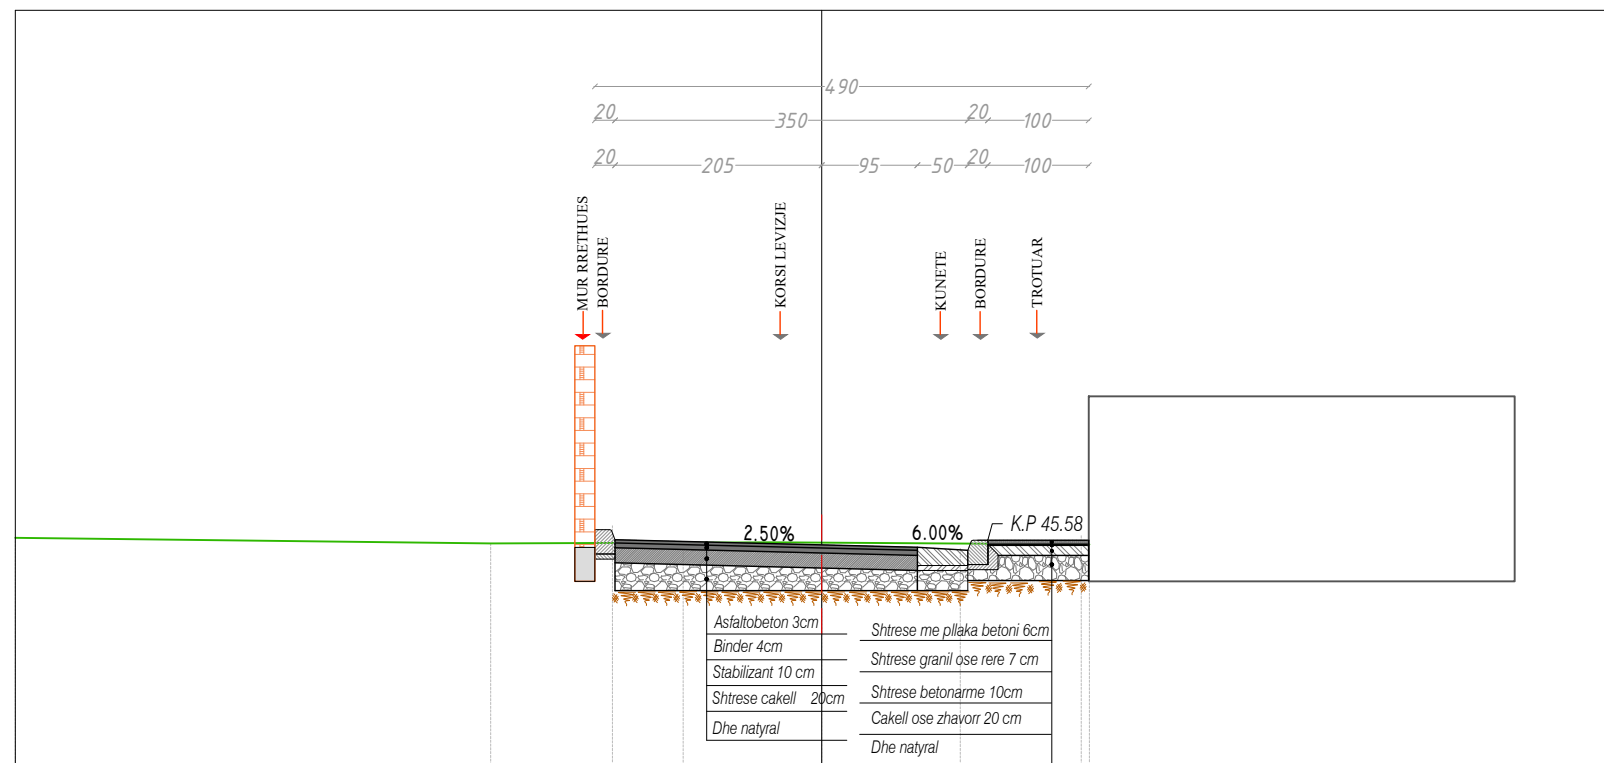 490
20 350 20 100
20 205 95 50 20 100
MUR RRETHUES
BORDURE
KORSI LEVIZJE
KUNETE
BORDURE
TROTUAR
2.50%
6.00%
K.P 45.58
Asfaltobeton 3cm
Binder 4cm
Stabilizant 10 cm
Shtrese cakell 20cm
Dhe natyral
Shtrese me pllaka betoni 6cm
Shtrese granil ose rere 7 cm
Shtrese betonarme 10cm
Cakell ose zhavorr 20 cm
Dhe natyral